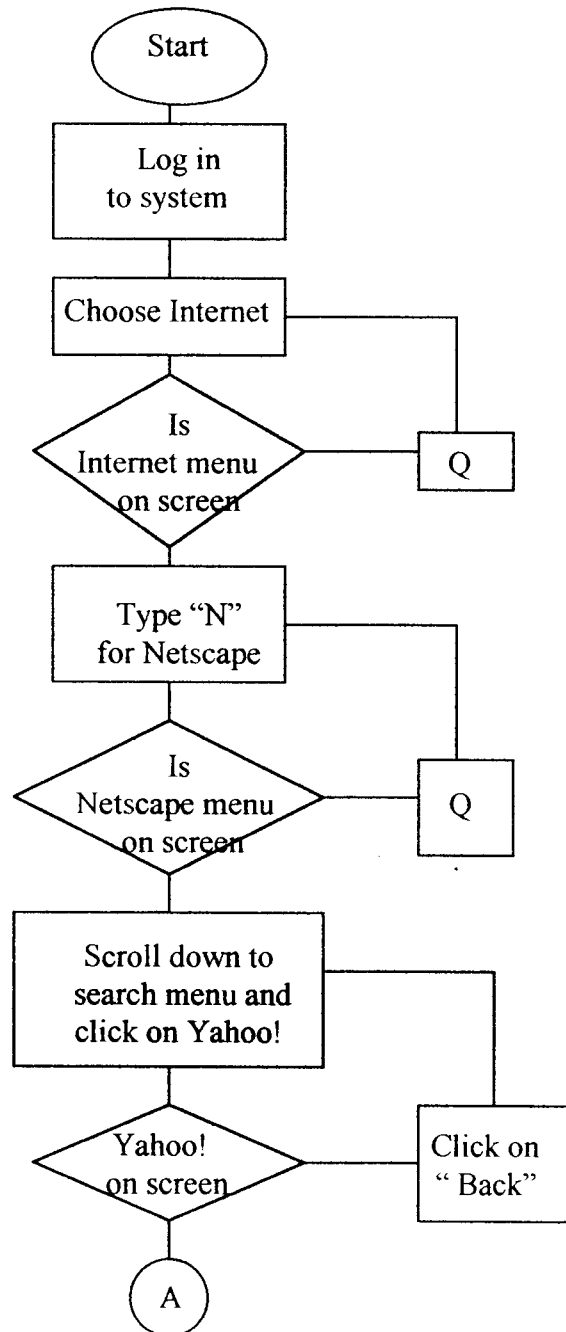 Start
Log in
to system
Choose Internet
Is
Internet menu
on screen
Q
Type “N”
for Netscape
Is
Netscape menu
on screen
Q
Scroll down to
search menu and
click on Yahoo!
Yahoo!
on screen
Click on
“ Back”
A